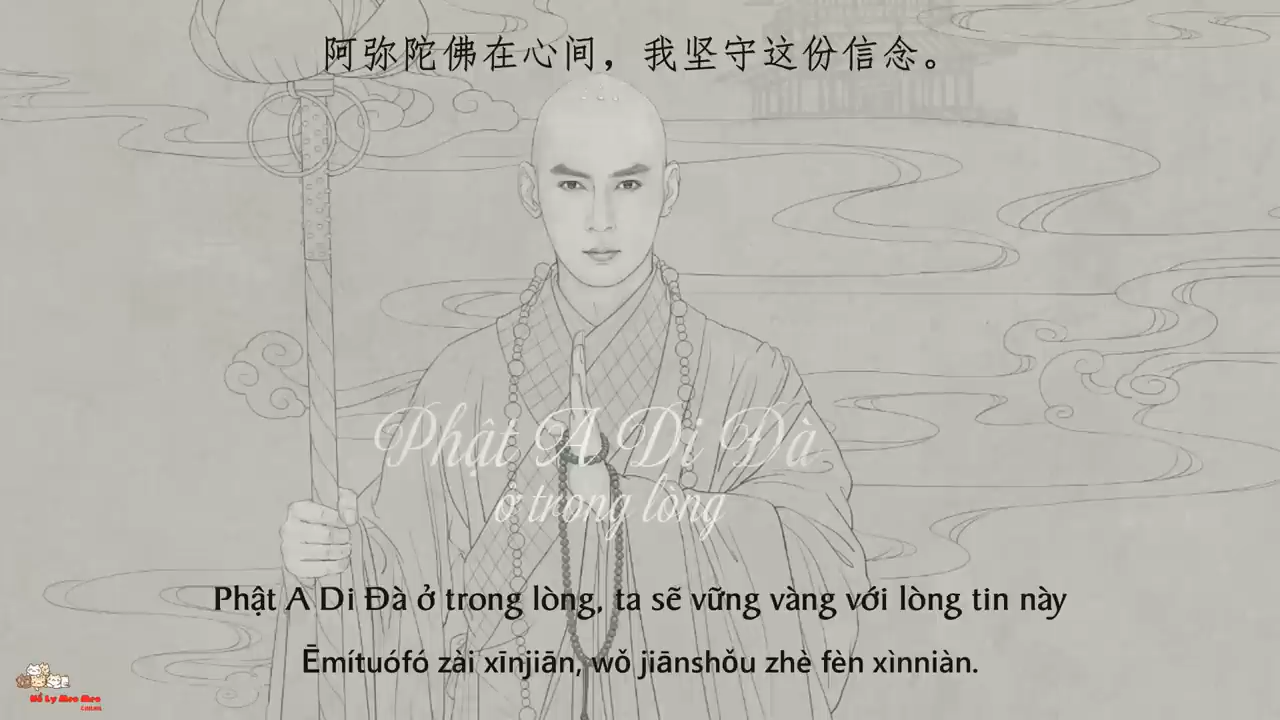 阿弥陀佛在心间，我坚守这份信念。
Phật A Di Đà
ở trong lòng
Phật A Di Đà ở trong lòng, ta sẽ vững vàng với lòng tin này
Ēmítuófó zài xīnjiān, wǒ jiānshǒu zhè fèn xìnniàn.